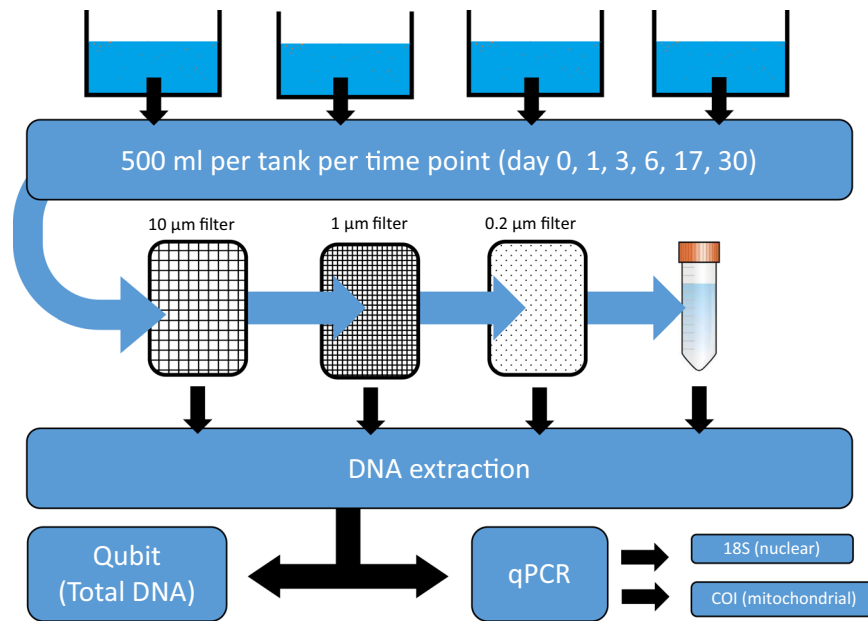 500 ml per tank per time point (day 0, 1, 3, 6, 17, 30)
10 µm filter
1 µm filter
0.2 µm filter
DNA extraction
Qubit
(Total DNA)
qPCR
18S (nuclear)
COI (mitochondrial)